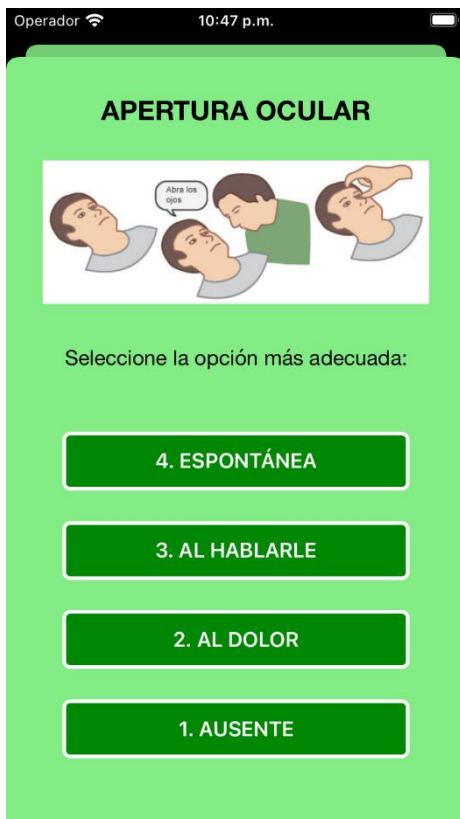 Operador 10:47 p.m.
APERTURA OCULAR
Abra los
ojos
Seleccione la opción más adecuada:
4. ESPONTÁNEA
3. AL HABLARLE
2. AL DOLOR
1. AUSENTE